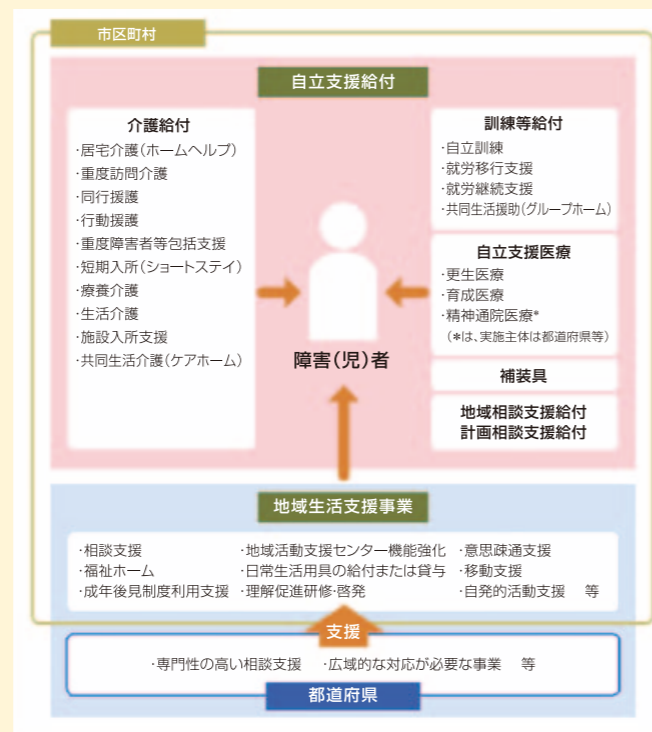 市区町村
自立支援給付
介護給付
･居宅介護（ホームヘルプ）
･重度訪問介護
･同行援護
･行動援護
･重度障害者等包括支援
･短期入所（ショートステイ）
･療養介護
･生活介護
･施設入所支援
･共同生活介護（ケアホーム）
障害（児）者
訓練等給付
･自立訓練
･就労移行支援
･就労継続支援
･共同生活援助（グループホーム）
自立支援医療
･更生医療
･育成医療
･精神通院医療*
（*は、実施主体は都道府県等）
補装具
地域相談支援給付
計画相談支援給付
地域生活支援事業
･相談支援 ･地域活動支援センター機能強化 ･意思疎通支援
･福祉ホーム ･日常生活用具の給付または貸与 ･移動支援
･成年後見制度利用支援 ･理解促進研修･啓発 ･自発的活動支援 等
支援
･専門性の高い相談支援 ･広域的な対応が必要な事業 等
都道府県